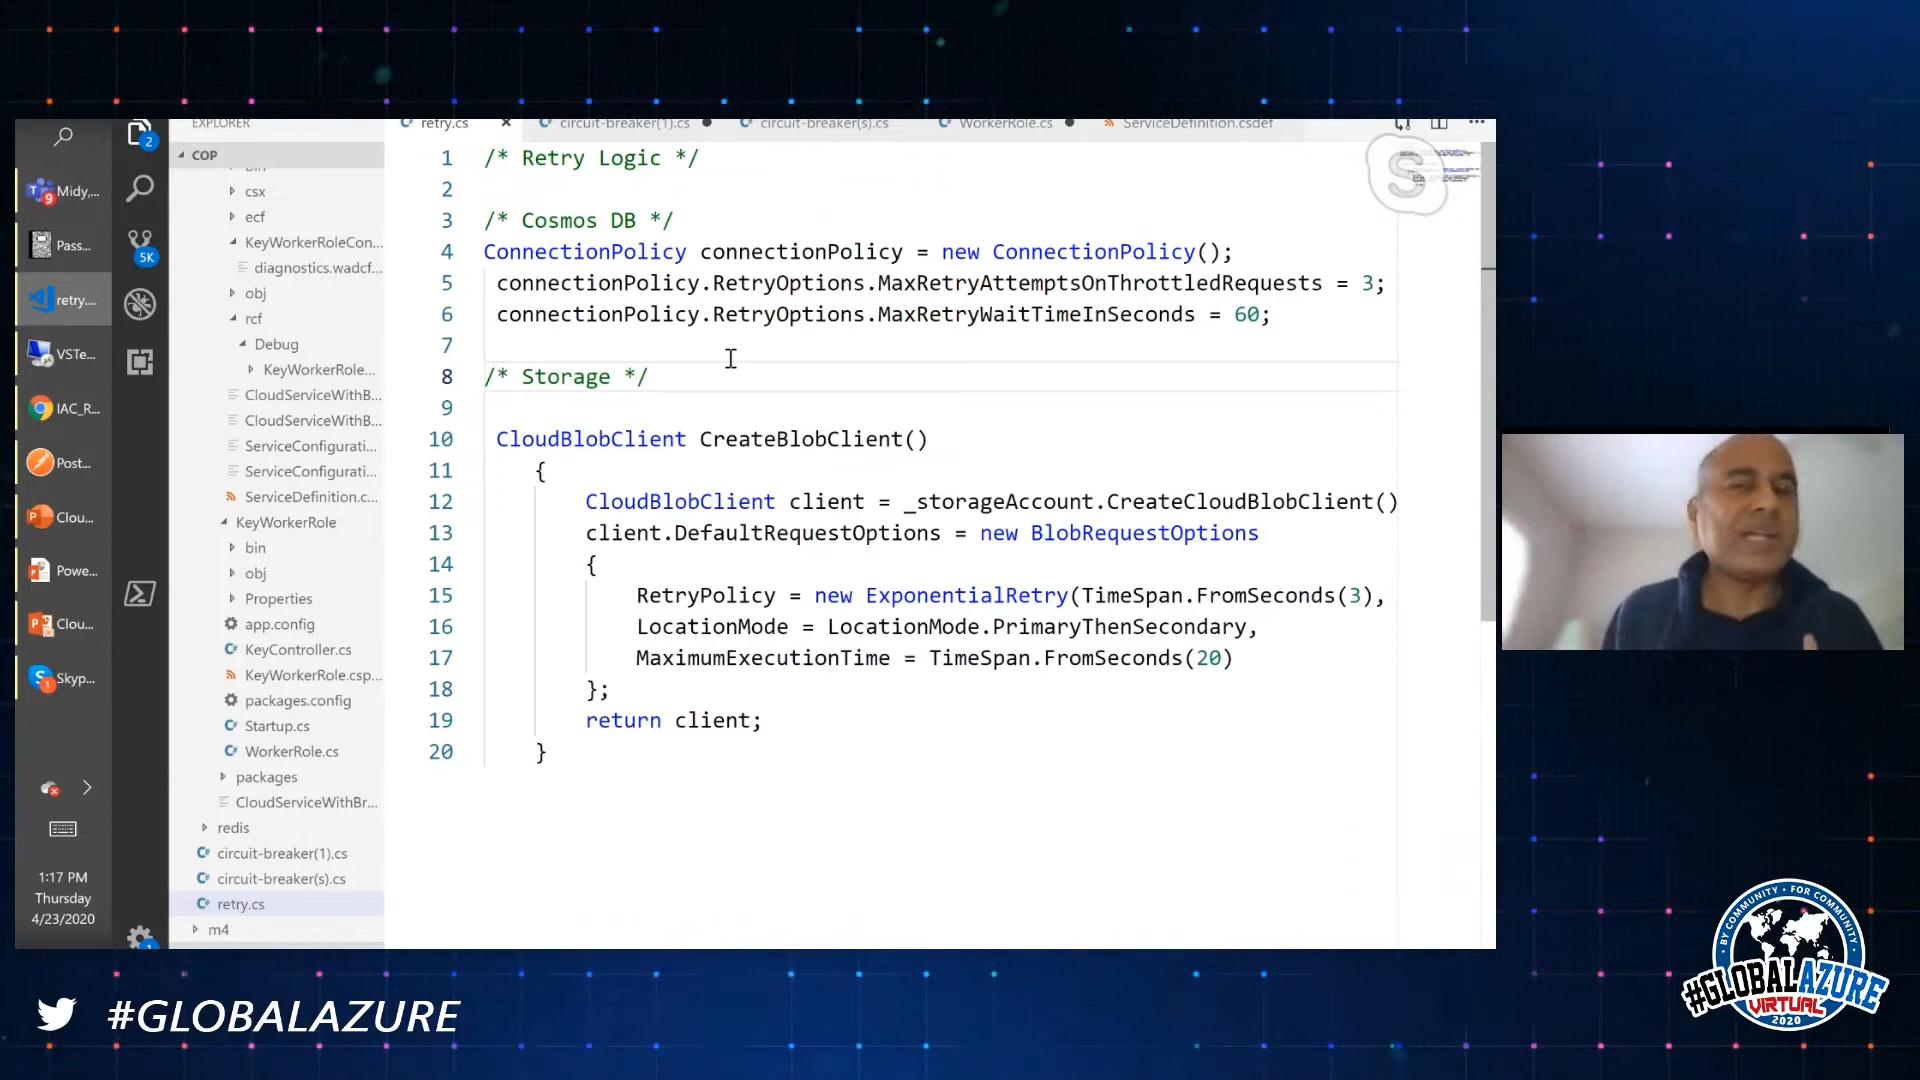 EXPLORER
retry.cs
circuit-breaker(1).cs
circuit-breaker(s).cs
WorkerRole.cs
ServiceDefinition.csdef
2
5K
T
9
Midy,...
Pass...
retry....
VSTe...
IAC_R...
Post...
Clou...
Powe...
Clou...
1
Skyp...
1:17 PM
Thursday
4/23/2020
COP
bin
csx
ecf
KeyWorkerRoleCon...
diagnostics.wadcf...
obj
rcf
Debug
KeyWorkerRole...
CloudServiceWithB...
CloudServiceWithB...
ServiceConfigurati...
ServiceConfigurati...
ServiceDefinition.c...
KeyWorkerRole
bin
obj
Properties
app.config
KeyController.cs
KeyWorkerRole.csp...
packages.config
Startup.cs
WorkerRole.cs
packages
CloudServiceWithBr...
redis
circuit-breaker(1).cs
circuit-breaker(s).cs
retry.cs
m4
1 /* Retry Logic */
2
3 /* Cosmos DB */
4 ConnectionPolicy connectionPolicy = new ConnectionPolicy();
5 connectionPolicy.RetryOptions.MaxRetryAttemptsOnThrottledRequests = 3;
6 connectionPolicy.RetryOptions.MaxRetryWaitTimeInSeconds = 60;
7
8 /* Storage */
9
10 CloudBlobClient CreateBlobClient()
11 {
12 CloudBlobClient client = _storageAccount.CreateCloudBlobClient()
13 client.DefaultRequestOptions = new BlobRequestOptions
14 {
15 RetryPolicy = new ExponentialRetry(TimeSpan.FromSeconds(3),
16 LocationMode = LocationMode.PrimaryThenSecondary,
17 MaximumExecutionTime = TimeSpan.FromSeconds(20)
18 };
19 return client;
20 }
S
#GLOBALAZURE
BY COMMUNITY • FOR COMMUNITY
#GLOBALAZURE
VIRTUAL
2020